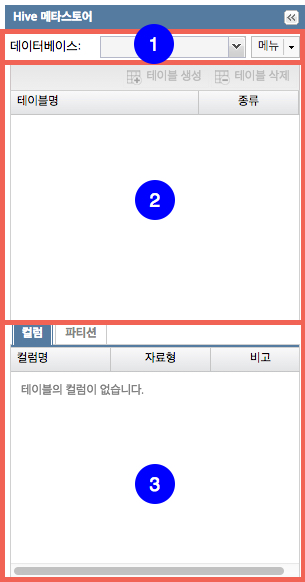 Hive 메타스토어
데이터베이스: 1 메뉴
테이블 생성 테이블 삭제
테이블명 종류
2
컬럼 파티션
컬럼명 자료형 비고
테이블의 컬럼이 없습니다.
3